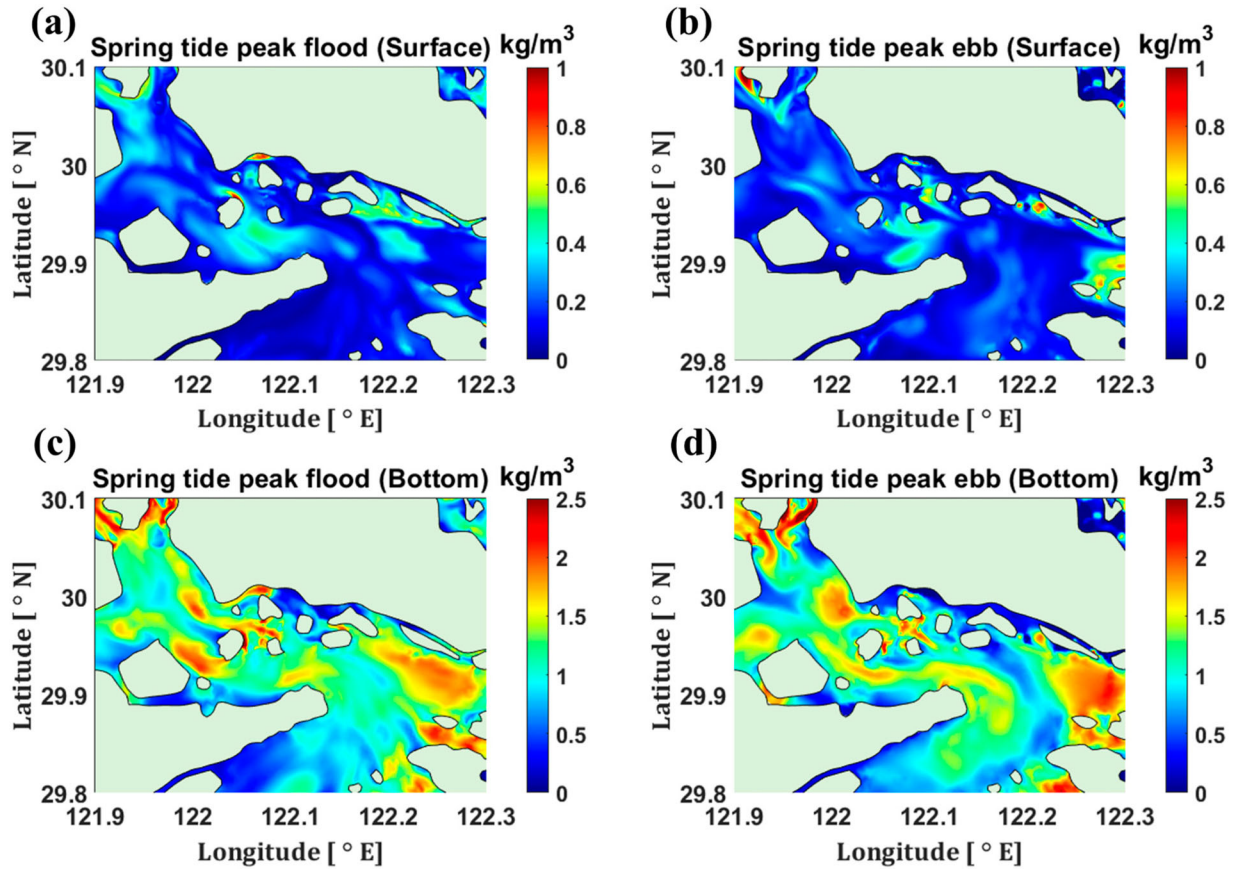 (a)
Spring tide peak flood (Surface) kg/m³
30.1
30
29.9
29.8
Latitude [ ° N]
121.9 122 122.1 122.2 122.3
Longitude [ ° E]
1
0.8
0.6
0.4
0.2
0
(b)
Spring tide peak ebb (Surface) kg/m³
30.1
30
29.9
29.8
Latitude [ ° N]
121.9 122 122.1 122.2 122.3
Longitude [ ° E]
1
0.8
0.6
0.4
0.2
0
(c)
Spring tide peak flood (Bottom) kg/m³
30.1
30
29.9
29.8
Latitude [ ° N]
121.9 122 122.1 122.2 122.3
Longitude [ ° E]
2.5
2
1.5
1
0.5
0
(d)
Spring tide peak ebb (Bottom) kg/m³
30.1
30
29.9
29.8
Latitude [ ° N]
121.9 122 122.1 122.2 122.3
Longitude [ ° E]
2.5
2
1.5
1
0.5
0